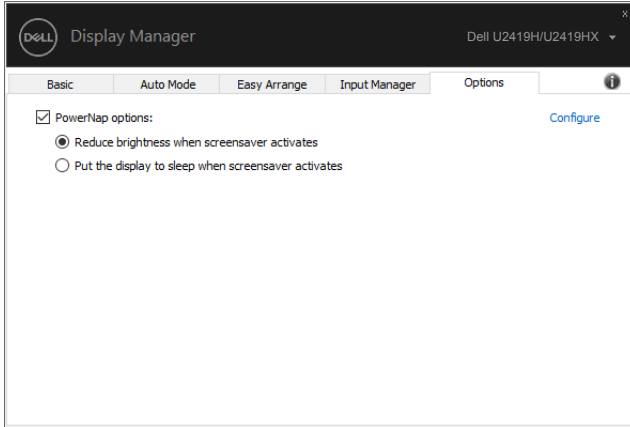 x
DELL Display Manager Dell U2419H/U2419HX
Basic Auto Mode Easy Arrange Input Manager Options
PowerNap options: Configure
Reduce brightness when screensaver activates
Put the display to sleep when screensaver activates